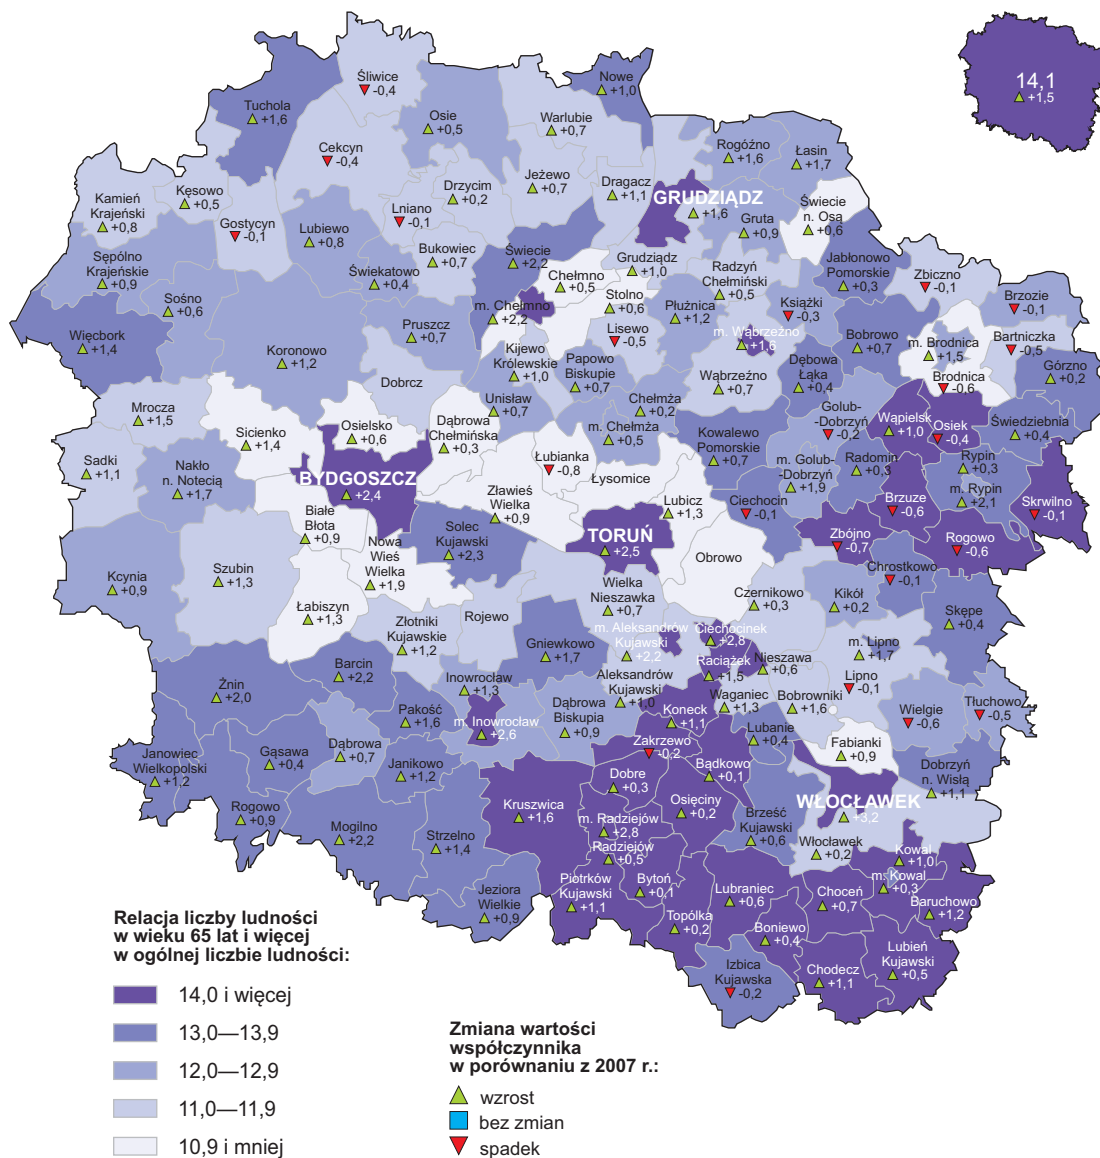 14,1
+1,5
Śliwice
-0,4
Nowe
+1,0
Tuchola
+1,6
Osie
+0,5
Warlubie
+0,7
Rogóźno
+1,6
Łasin
+1,7
Cekcyn
-0,4
Kęsowo
+0,5
Kamień
Krajeński
+0,8
Drzycim
+0,2
Jeżewo
+0,7
Dragacz
+1,1
GRUDZIĄDZ
+1,6
Świecie
n. Osą
+0,6
Gostycyn
-0,1
Lubiewo
+0,8
Lniano
-0,1
Gruta
+0,9
Bukowiec
+0,7
Świecie
+2,2
Grudziądz
+1,0
Radzyń
Chełmiński
+0,5
Jabłonowo
Pomorskie
+0,3
Zbiczno
-0,1
Sępólno
Krajeńskie
+0,9
Świekatowo
+0,4
Chełmno
+0,5
Sośno
+0,6
Stolno
+0,6
Płużnica
+1,2
Książki
-0,3
Brzozie
-0,1
m. Chełmno
+2,2
Więcbork
+1,4
Pruszcz
+0,7
Lisewo
-0,5
m. Wąbrzeźno
+1,6
Bobrowo
+0,7
m. Brodnica
+1,5
Bartniczka
-0,5
Koronowo
+1,2
Kijewo
Królewskie
+1,0
Papowo
Biskupie
+0,7
Wąbrzeźno
+0,7
Dębowa
Łąka
+0,4
Brodnica
-0,6
Górzno
+0,2
Dobrcz
Mrocza
+1,5
Unisław
+0,7
Chełmża
+0,2
Golub-
Dobrzyń
-0,2
Wąpielsk
+1,0
Osiek
-0,4
Świedziebnia
+0,4
Sicienko
+1,4
Osielsko
+0,6
Dąbrowa
Chełmińska
+0,3
m. Chełmża
+0,5
Kowalewo
Pomorskie
+0,7
Sadki
+1,1
Nakło
n. Notecią
+1,7
BYDGOSZCZ
+2,4
Łubianka
-0,8
Łysomice
m. Golub-
-Dobrzyń
+1,9
Radomin
+0,3
Rypin
+0,3
m. Rypin
+2,1
Zławieś
Wielka
+0,9
Lubicz
+1,3
Ciechocin
-0,1
Brzuze
-0,6
Skrwilno
-0,1
Białe
Błota
+0,9
Solec
Kujawski
+2,3
TORUŃ
+2,5
Zbójno
-0,7
Rogowo
-0,6
Nowa
Wieś
Wielka
+1,9
Obrowo
Chrostkowo
-0,1
Kcynia
+0,9
Szubin
+1,3
Wielka
Nieszawka
+0,7
Czernikowo
+0,3
Kikół
+0,2
Skępe
+0,4
Łabiszyn
+1,3
Rojewo
Złotniki
Kujawskie
+1,2
Gniewkowo
+1,7
m. Aleksandrów
Kujawski
+2,2
Ciechocinek
+2,8
m. Lipno
+1,7
Raciążek
+1,5
Nieszawa
+0,6
Lipno
-0,1
Barcin
+2,2
Żnin
+2,0
Inowrocław
+1,3
Aleksandrów
Kujawski
+1,0
Waganiec
+1,3
Bobrowniki
+1,6
Wielgie
-0,6
Tłuchowo
-0,5
Pakość
+1,6
m. Inowrocław
+2,6
Dąbrowa
Biskupia
+0,9
Koneck
+1,1
Lubanie
+0,4
Zakrzewo
-0,2
Fabianki
+0,9
Janowiec
Wielkopolski
+1,2
Gąsawa
+0,4
Dąbrowa
+0,7
Janikowo
+1,2
Bądkowo
+0,1
Dobrzyń
n. Wisłą
+1,1
Dobre
+0,3
Rogowo
+0,9
Kruszwica
+1,6
Osięciny
+0,2
WŁOCŁAWEK
+3,2
Mogilno
+2,2
Strzelno
+1,4
m. Radziejów
+2,8
Brześć
Kujawski
+0,6
Radziejów
+0,5
Włocławek
+0,2
Kowal
+1,0
Piotrków
Kujawski
+1,1
Bytoń
+0,1
m. Kowal
+0,3
Jeziora
Wielkie
+0,9
Lubraniec
+0,6
Choceń
+0,7
Baruchowo
+1,2
Topólka
+0,2
Boniewo
+0,4
Izbica
Kujawska
-0,2
Chodecz
+1,1
Lubień
Kujawski
+0,5
Relacja liczby ludności
w wieku 65 lat i więcej
w ogólnej liczbie ludności:
14,0 i więcej
13,0—13,9
12,0—12,9
11,0—11,9
10,9 i mniej
Zmiana wartości
współczynnika
w porównaniu z 2007 r.:
wzrost
bez zmian
spadek